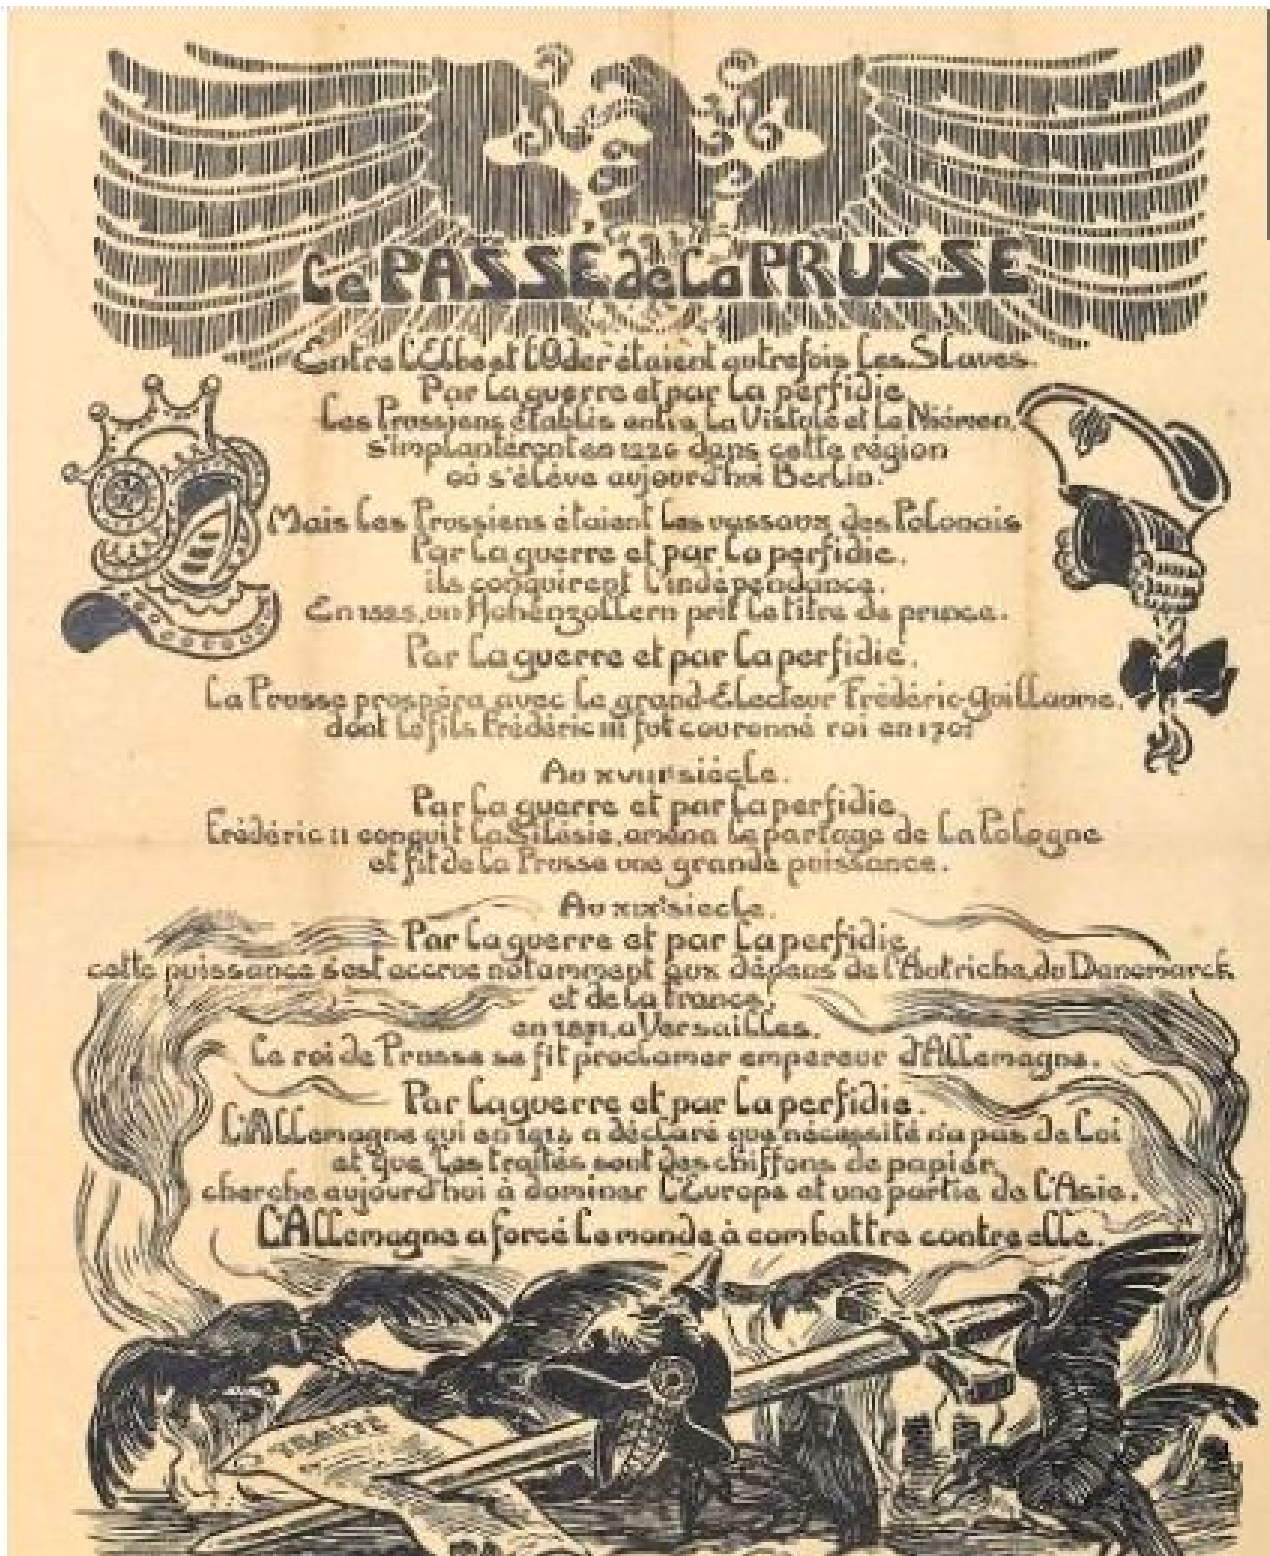 Le PASSE de La PRUSSE
Entre l'Elbe et l'Oder étaient autrefois les Slaves.
Par la guerre et par la perfidie,
Les Prussiens établis entre la Vistule et le Niémen,
s'implantèrent en 1226 dans cette région
où s'élève aujourd'hui Berlin.
Mais les Prussiens étaient les vassaux des Polonais
Par la guerre et par la perfidie,
ils conquirent l'indépendance.
En un Hohenzollern prit le titre de prince.
Par la guerre et par la perfidie.
La Prusse prospéra avec le grand-Electeur Frédéric-Guillaume,
dont le fils Frédéric III fut couronné roi en 1701
Au XVIIIe siècle.
Par la guerre et par la perfidie
Frédéric II conquit la Silésie, amena le partage de la Pologne
et fit de la Prusse une grande puissance.
Au XIXe siecle.
Par la guerre et par la perfidie,
cette puissance s'est accrue notamment aux dépens de l'Autriche, du Danemarck
et de la France,
en 1871, a Versailles.
Le roi de Prusse se fit proclamer empereur d'Allemagne.
Par la guerre et par la perfidie.
L'Allemagne qui en 1914 a déclaré que nécessité n'a pas de loi
et que les traités sont des chiffons de papier,
cherche aujourd'hui à dominer l'Europe et une partie de l'Asie.
L'Allemagne a forcé le monde à combattre contre elle.
TRAITÉ